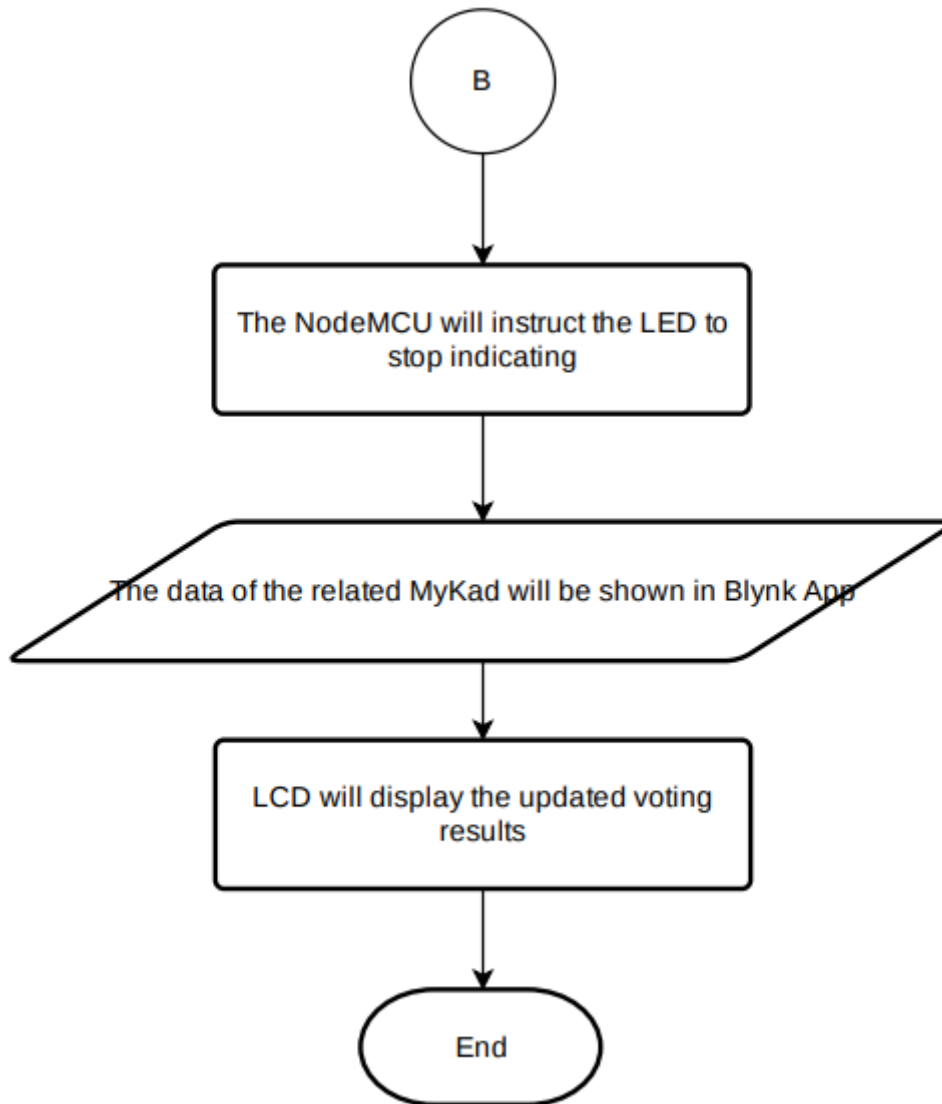 B
The NodeMCU will instruct the LED to
stop indicating
The data of the related MyKad will be shown in Blynk App
LCD will display the updated voting
results
End